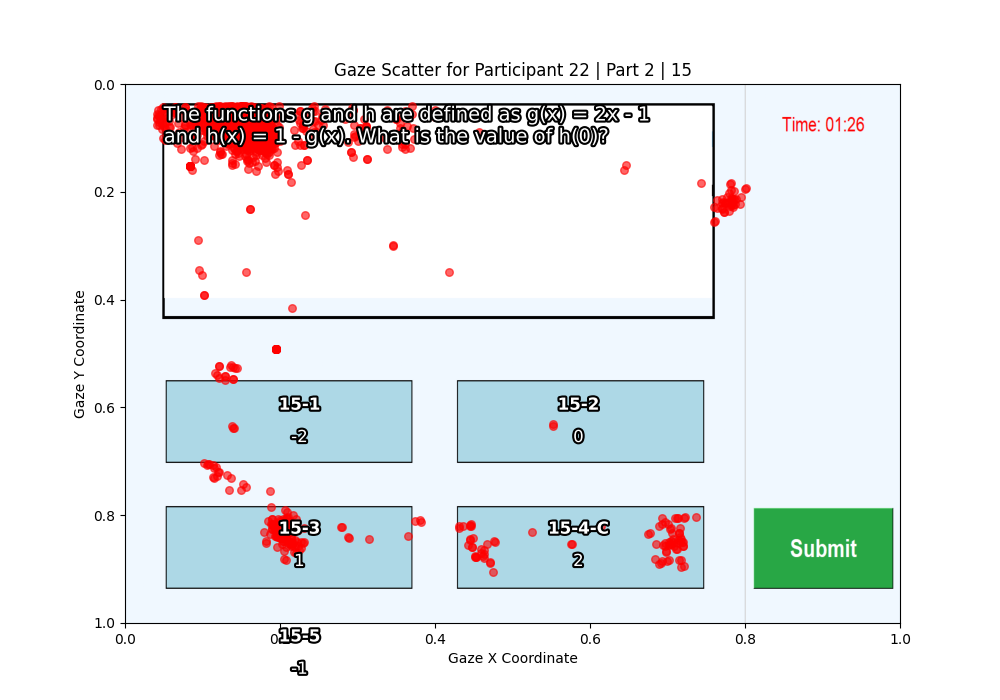 Gaze Scatter for Participant 22 | Part 2 | 15
The functions g and h are defined as g(x) = 2x - 1
and h(x) = 1 - g(x). What is the value of h(0)?
Time: 01:26
15-1
-2
15-2
0
15-3
1
15-4-C
2
Submit
15-5
-1
Gaze Y Coordinate
0.0
0.2
0.4
0.6
0.8
1.0
0.0
0.2
0.4
0.6
0.8
1.0
Gaze X Coordinate